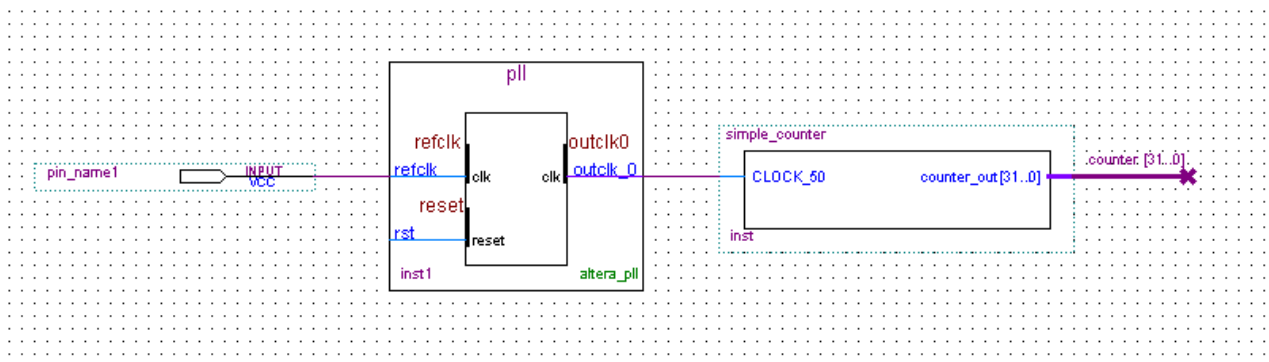 pll
simple_counter
refclk
outclk0
.counter. [31..0]
pin_name1
INPUT
VCC
refclk
clk
clk
outclk_0
CLOCK_50
counter_out[31..0]
reset
rst
reset
inst
inst1
altera_pll